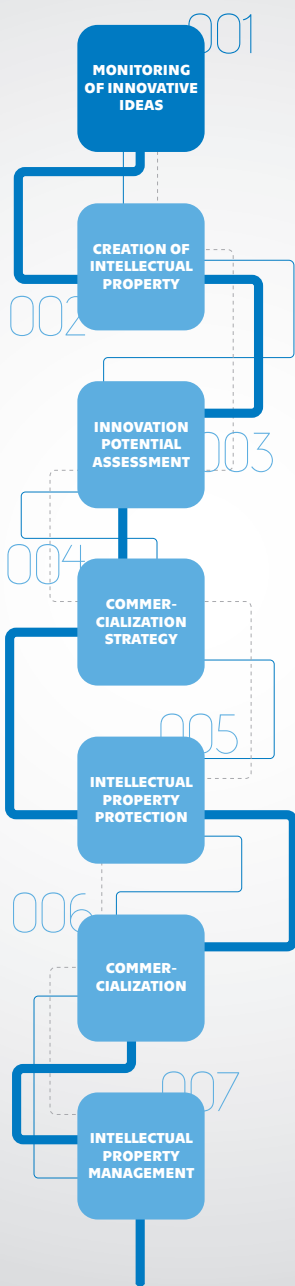 001
MONITORING
OF INNOVATIVE
IDEAS
CREATION OF
INTELLECTUAL
PROPERTY
002
INNOVATION
POTENTIAL
ASSESSMENT
003
004
COMMER-
CIALIZATION
STRATEGY
005
INTELLECTUAL
PROPERTY
PROTECTION
006
COMMER-
CIALIZATION
007
INTELLECTUAL
PROPERTY
MANAGEMENT